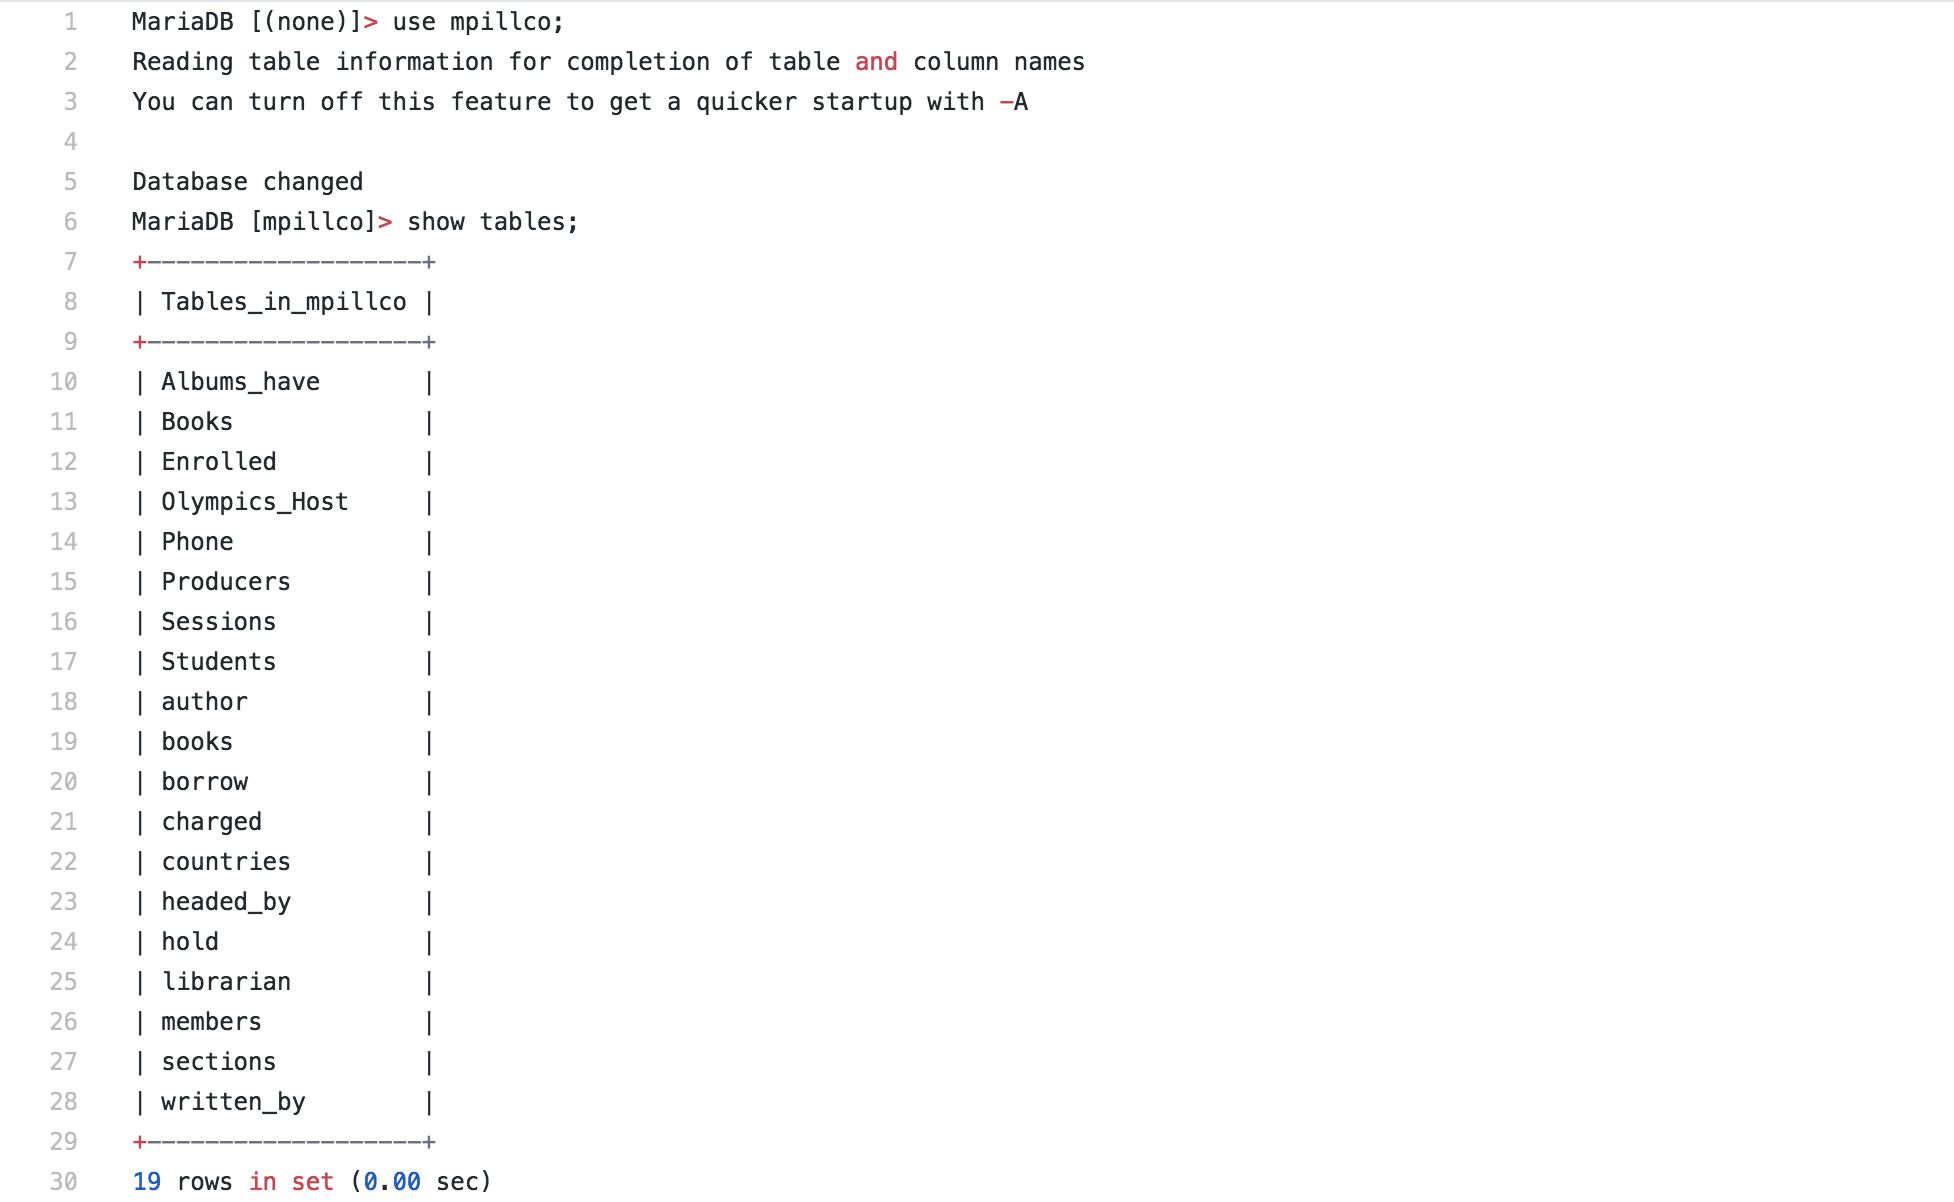 1 MariaDB [(none)]> use mpillco;
2 Reading table information for completion of table and column names
3 You can turn off this feature to get a quicker startup with -A
4
5 Database changed
6 MariaDB [mpillco]> show tables;
7 +-------------------+
8 | Tables_in_mpillco |
9 +-------------------+
10 | Albums_have       |
11 | Books             |
12 | Enrolled          |
13 | Olympics_Host     |
14 | Phone             |
15 | Producers         |
16 | Sessions          |
17 | Students          |
18 | author            |
19 | books             |
20 | borrow            |
21 | charged           |
22 | countries         |
23 | headed_by         |
24 | hold              |
25 | librarian         |
26 | members           |
27 | sections          |
28 | written_by        |
29 +-------------------+
30 19 rows in set (0.00 sec)